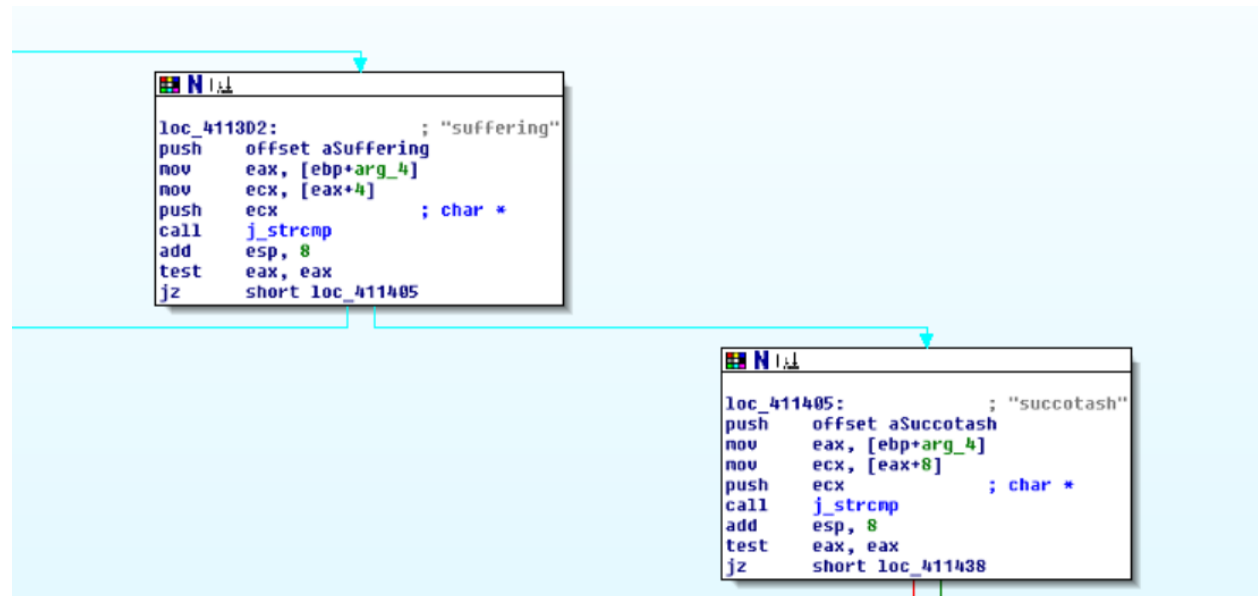 N
loc_4113D2: ; "suffering"
push offset aSuffering
mov eax, [ebp+arg_4]
mov ecx, [eax+4]
push ecx ; char *
call j_strcmp
add esp, 8
test eax, eax
jz short loc_411405
N
loc_411405: ; "succotash"
push offset aSuccotash
mov eax, [ebp+arg_4]
mov ecx, [eax+8]
push ecx ; char *
call j_strcmp
add esp, 8
test eax, eax
jz short loc_411438